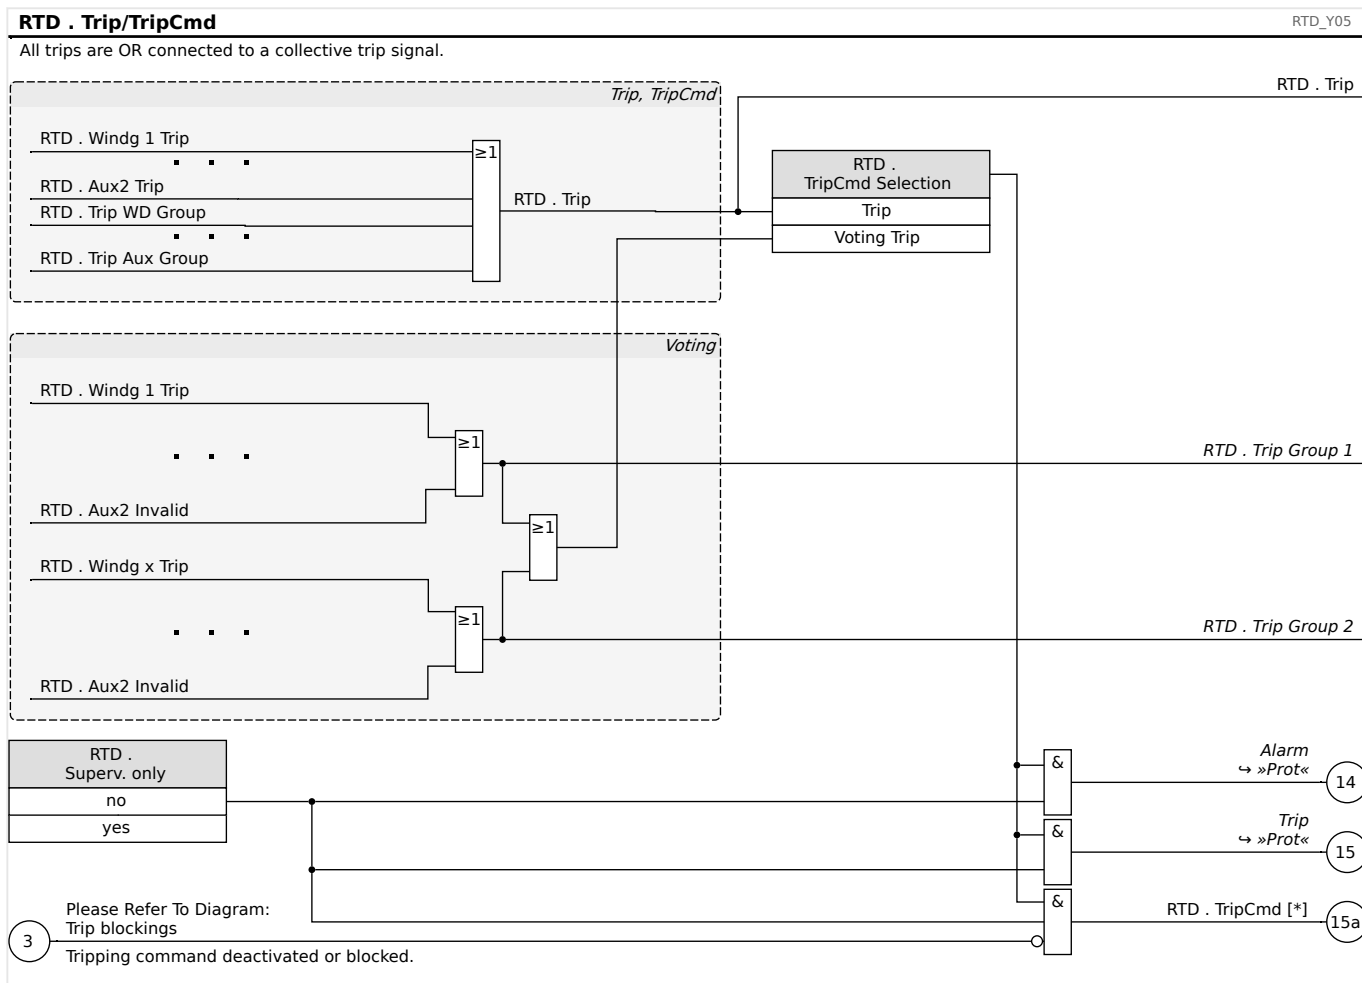 RTD . Trip/TripCmd
RTD_Y05
All trips are OR connected to a collective trip signal.
Trip, TripCmd
RTD . Trip
RTD . Windg 1 Trip
≥1
RTD . Aux2 Trip
RTD . Trip WD Group
RTD . Trip Aux Group
RTD . Trip
RTD .
TripCmd Selection
Trip
Voting Trip
Voting
RTD . Windg 1 Trip
≥1
RTD . Trip Group 1
RTD . Aux2 Invalid
≥1
RTD . Windg x Trip
≥1
RTD . Trip Group 2
RTD . Aux2 Invalid
RTD .
Superv. only
no
yes
&
Alarm
↪ »Prot«
14
&
Trip
↪ »Prot«
15
&
RTD . TripCmd [*]
15a
Please Refer To Diagram:
Trip blockings
3
Tripping command deactivated or blocked.